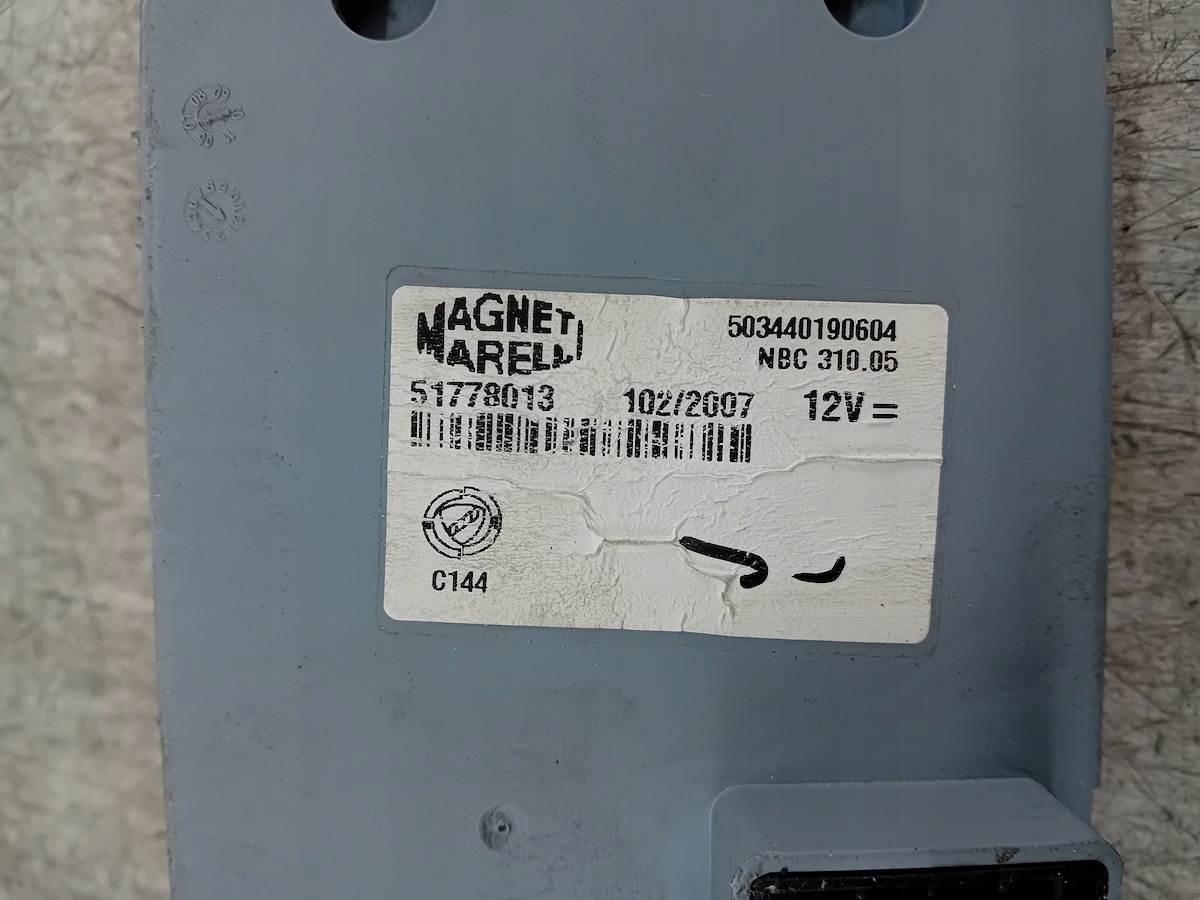 MAGNETI
MARELLI
503440190604
NBC 310.05
51778013 102/2007 12V =
C144